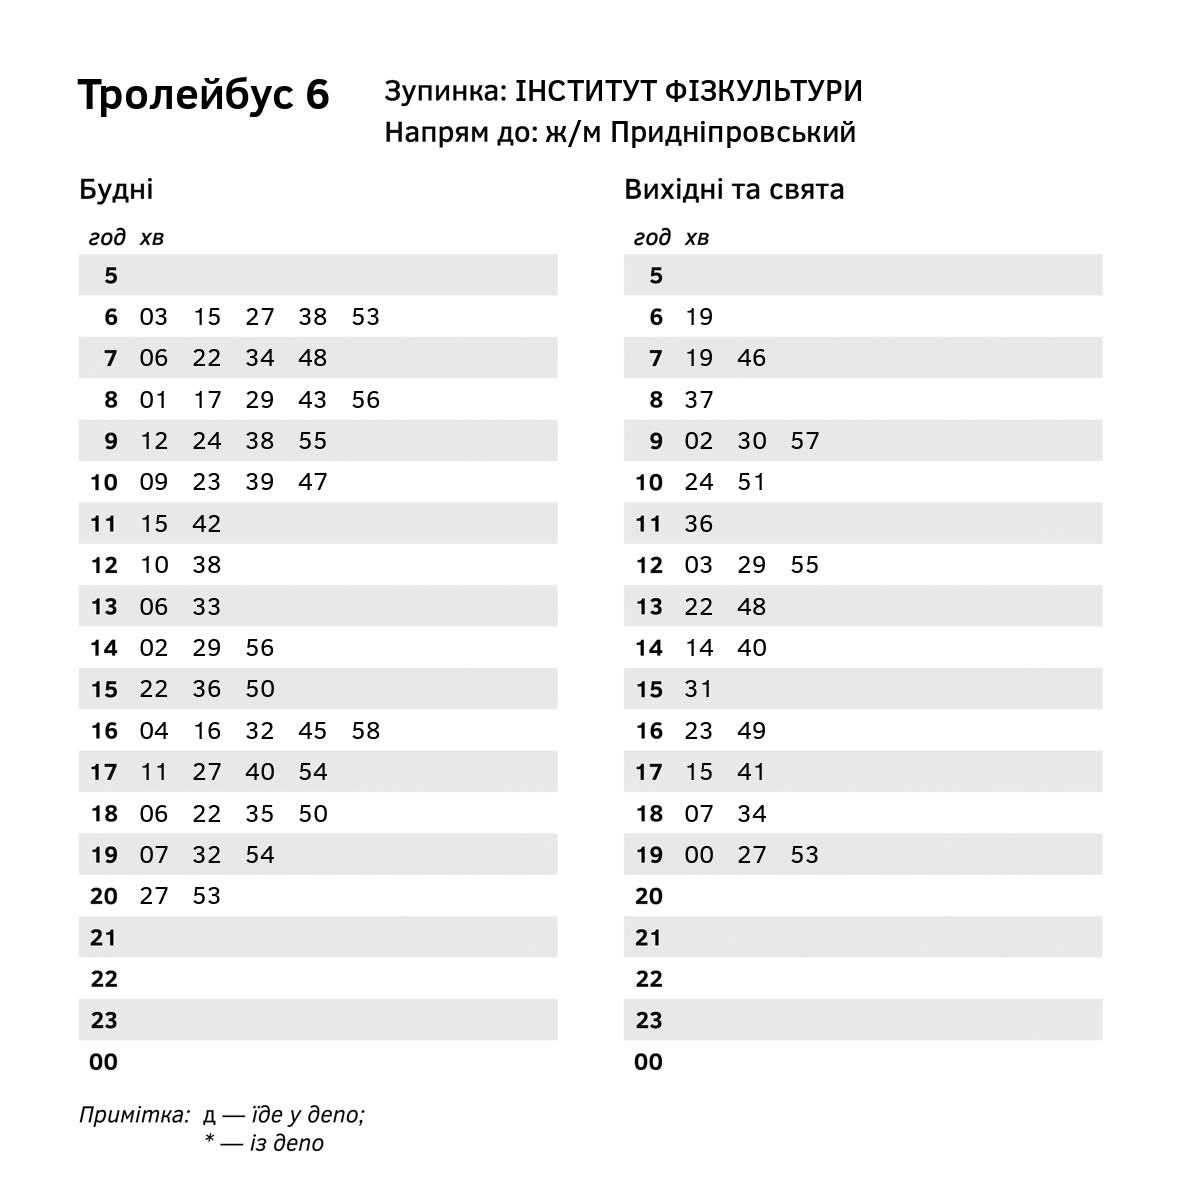 Тролейбус 6
Зупинка: ІНСТИТУТ ФІЗКУЛЬТУРИ
Напрям до: ж/м Придніпровський
Будні
год хв
5
6 03 15 27 38 53
7 06 22 34 48
8 01 17 29 43 56
9 12 24 38 55
10 09 23 39 47
11 15 42
12 10 38
13 06 33
14 02 29 56
15 22 36 50
16 04 16 32 45 58
17 11 27 40 54
18 06 22 35 50
19 07 32 54
20 27 53
21
22
23
00
Вихідні та свята
год хв
5
6 19
7 19 46
8 37
9 02 30 57
10 24 51
11 36
12 03 29 55
13 22 48
14 14 40
15 31
16 23 49
17 15 41
18 07 34
19 00 27 53
20
21
22
23
00
Примітка: д — їде у депо;
* — із депо